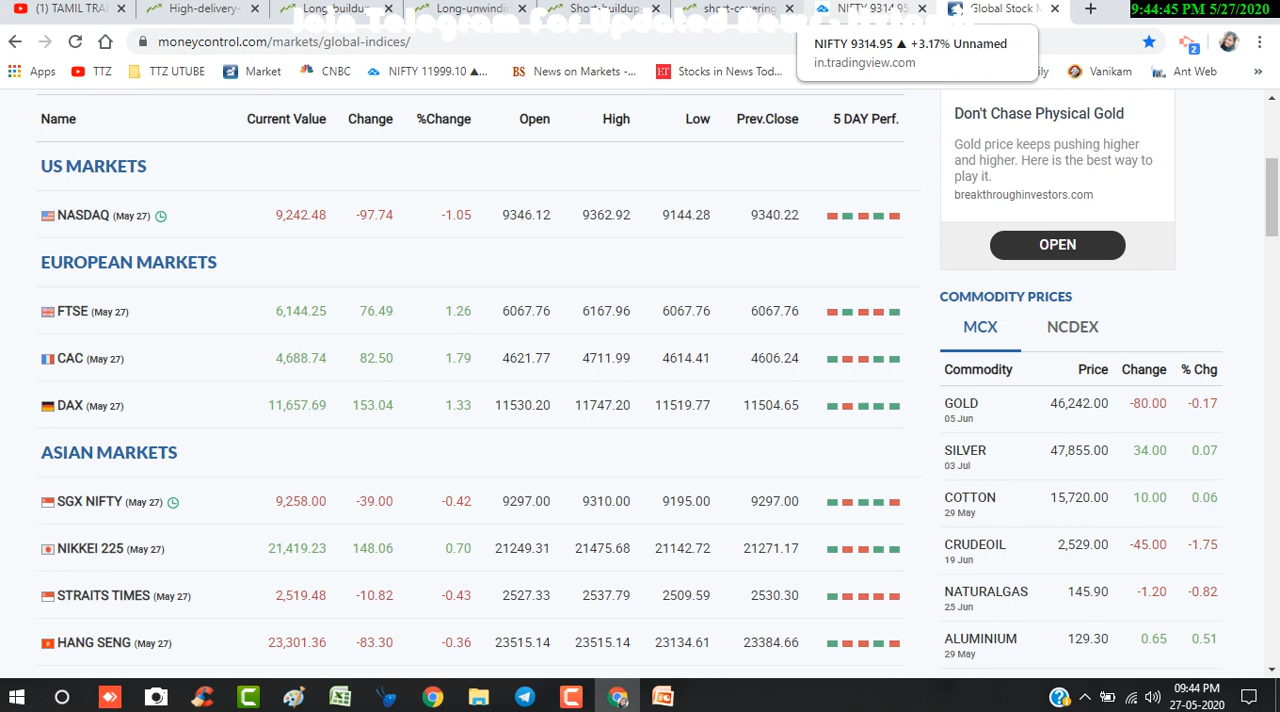 (1) TAMIL TRAI
High-delivery-
Long buildup
Long-unwindin
Short-buildup
short-covering
NIFTY 9314.95
Global Stock M
9:44:45 PM 5/27/2020
Join Telegram For Updated News
moneycontrol.com/markets/global-indices/
NIFTY 9314.95 ▲ +3.17% Unnamed
in.tradingview.com
2
Apps
TTZ
TTZ UTUBE
Market
CNBC
NIFTY 11999.10 ▲...
BS News on Markets -...
ET Stocks in News Tod...
ily
Vanikam
Ant Web
»
Name Current Value Change %Change Open High Low Prev.Close 5 DAY Perf.
US MARKETS
NASDAQ (May 27) 9,242.48 -97.74 -1.05 9346.12 9362.92 9144.28 9340.22
EUROPEAN MARKETS
FTSE (May 27) 6,144.25 76.49 1.26 6067.76 6167.96 6067.76 6067.76
CAC (May 27) 4,688.74 82.50 1.79 4621.77 4711.99 4614.41 4606.24
DAX (May 27) 11,657.69 153.04 1.33 11530.20 11747.20 11519.77 11504.65
ASIAN MARKETS
SGX NIFTY (May 27) 9,258.00 -39.00 -0.42 9297.00 9310.00 9195.00 9297.00
NIKKEI 225 (May 27) 21,419.23 148.06 0.70 21249.31 21475.68 21142.72 21271.17
STRAITS TIMES (May 27) 2,519.48 -10.82 -0.43 2527.33 2537.79 2509.59 2530.30
HANG SENG (May 27) 23,301.36 -83.30 -0.36 23515.14 23515.14 23134.61 23384.66
Don't Chase Physical Gold
Gold price keeps pushing higher
and higher. Here is the best way to
play it.
breakthroughinvestors.com
OPEN
COMMODITY PRICES
MCX NCDEX
Commodity Price Change % Chg
GOLD 46,242.00 -80.00 -0.17
05 Jun
SILVER 47,855.00 34.00 0.07
03 Jul
COTTON 15,720.00 10.00 0.06
29 May
CRUDEOIL 2,529.00 -45.00 -1.75
19 Jun
NATURALGAS 145.90 -1.20 -0.82
25 Jun
ALUMINIUM 129.30 0.65 0.51
29 May
09:44 PM
27-05-2020